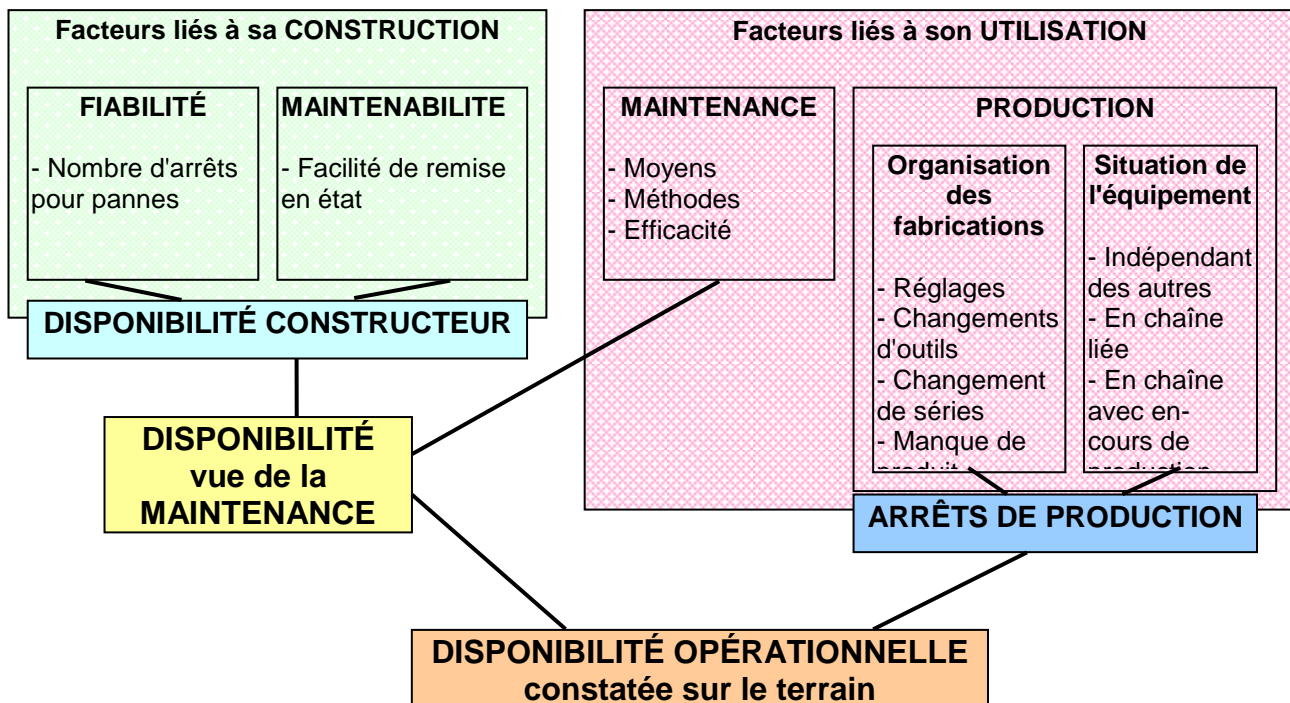 Facteurs liés à sa CONSTRUCTION
FIABILITÉ
- Nombre d'arrêts
pour pannes
MAINTENABILITE
- Facilité de remise
en état
DISPONIBILITÉ CONSTRUCTEUR
Facteurs liés à son UTILISATION
MAINTENANCE
- Moyens
- Méthodes
- Efficacité
PRODUCTION
Organisation
des
fabrications
- Réglages
- Changements
d'outils
- Changement
de séries
- Manque de
produit
Situation de
l'équipement
- Indépendant
des autres
- En chaîne
liée
- En chaîne
avec en-
cours de
production
ARRÊTS DE PRODUCTION
DISPONIBILITÉ
vue de la
MAINTENANCE
DISPONIBILITÉ OPÉRATIONNELLE
constatée sur le terrain